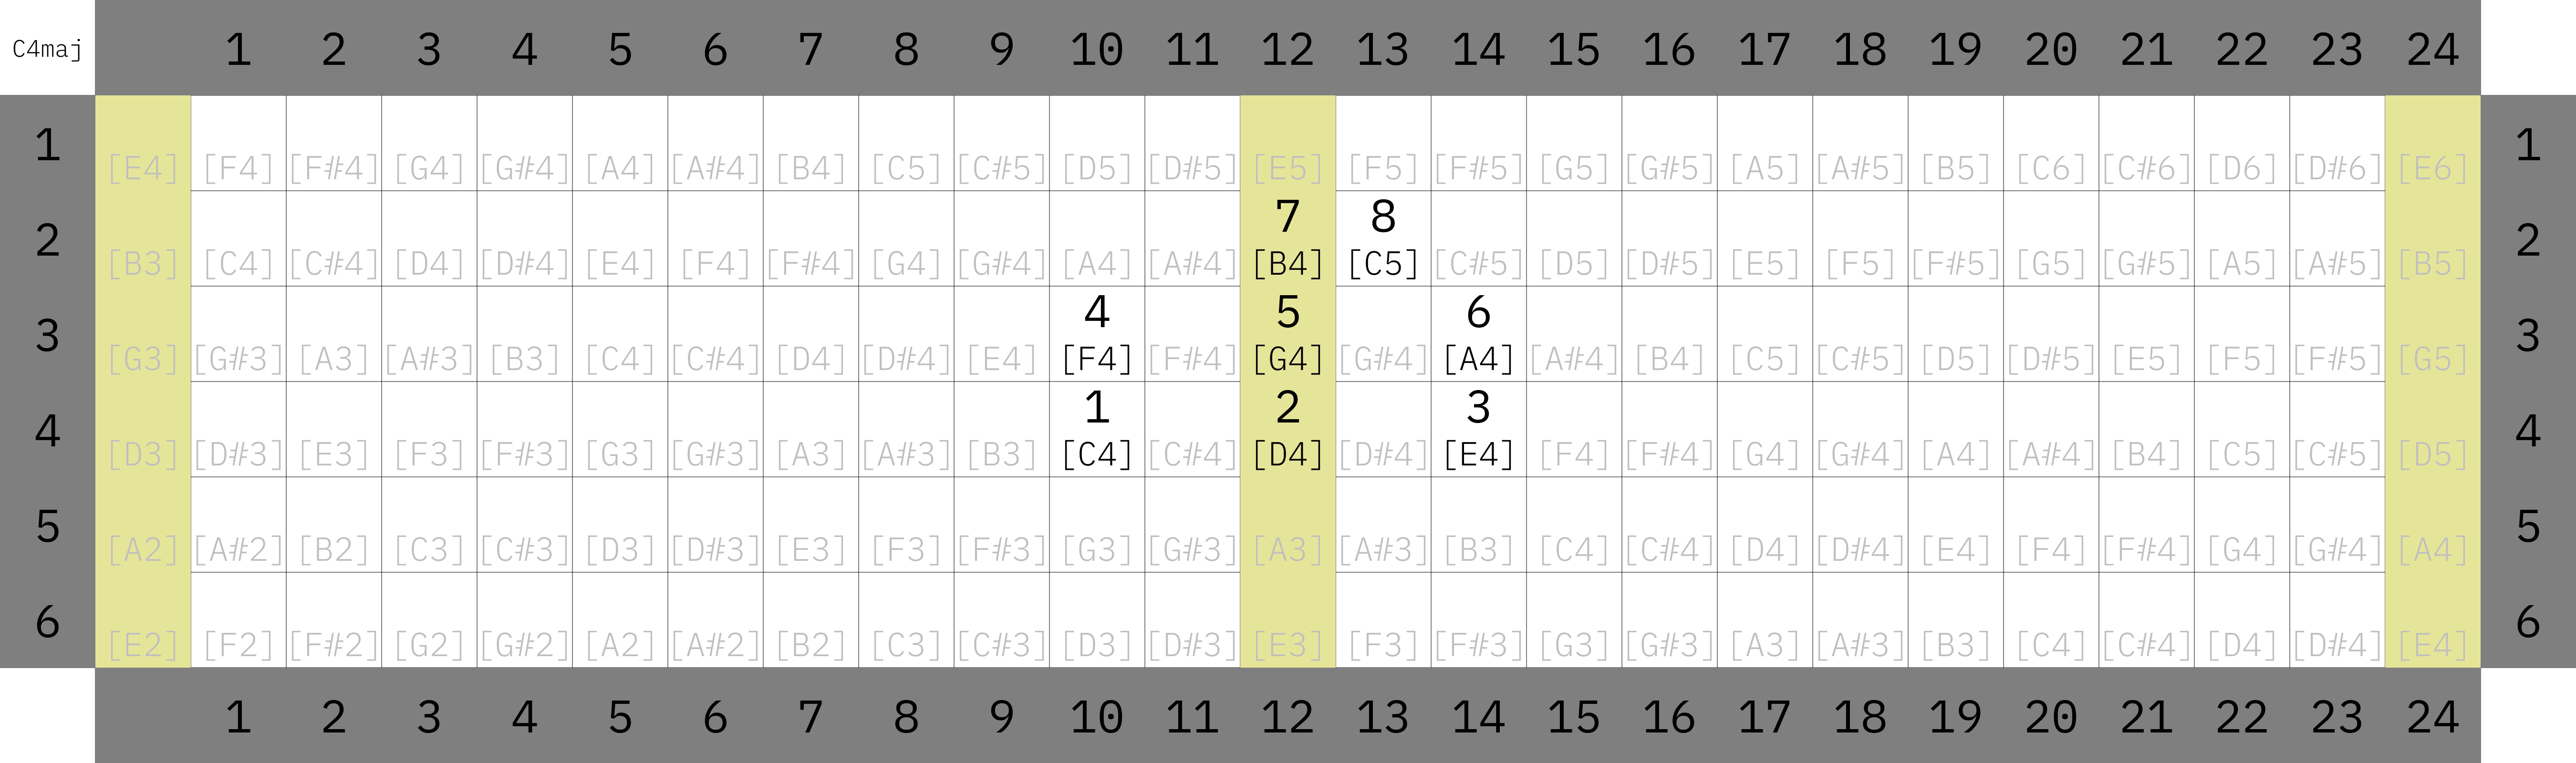 C4maj 1 2 3 4 5 6 7 8 9 10 11 12 13 14 15 16 17 18 19 20 21 22 23 24
1 [E4] [F4] [F#4] [G4] [G#4] [A4] [A#4] [B4] [C5] [C#5] [D5] [D#5] [E5] [F5] [F#5] [G5] [G#5] [A5] [A#5] [B5] [C6] [C#6] [D6] [D#6] [E6] 1
7 8
2 [B3] [C4] [C#4] [D4] [D#4] [E4] [F4] [F#4] [G4] [G#4] [A4] [A#4] [B4] [C5] [C#5] [D5] [D#5] [E5] [F5] [F#5] [G5] [G#5] [A5] [A#5] [B5] 2
4 5 6
3 [G3] [G#3] [A3] [A#3] [B3] [C4] [C#4] [D4] [D#4] [E4] [F4] [F#4] [G4] [G#4] [A4] [A#4] [B4] [C5] [C#5] [D5] [D#5] [E5] [F5] [F#5] [G5] 3
1 2 3
4 [D3] [D#3] [E3] [F3] [F#3] [G3] [G#3] [A3] [A#3] [B3] [C4] [C#4] [D4] [D#4] [E4] [F4] [F#4] [G4] [G#4] [A4] [A#4] [B4] [C5] [C#5] [D5] 4
5 [A2] [A#2] [B2] [C3] [C#3] [D3] [D#3] [E3] [F3] [F#3] [G3] [G#3] [A3] [A#3] [B3] [C4] [C#4] [D4] [D#4] [E4] [F4] [F#4] [G4] [G#4] [A4] 5
6 [E2] [F2] [F#2] [G2] [G#2] [A2] [A#2] [B2] [C3] [C#3] [D3] [D#3] [E3] [F3] [F#3] [G3] [G#3] [A3] [A#3] [B3] [C4] [C#4] [D4] [D#4] [E4] 6
1 2 3 4 5 6 7 8 9 10 11 12 13 14 15 16 17 18 19 20 21 22 23 24